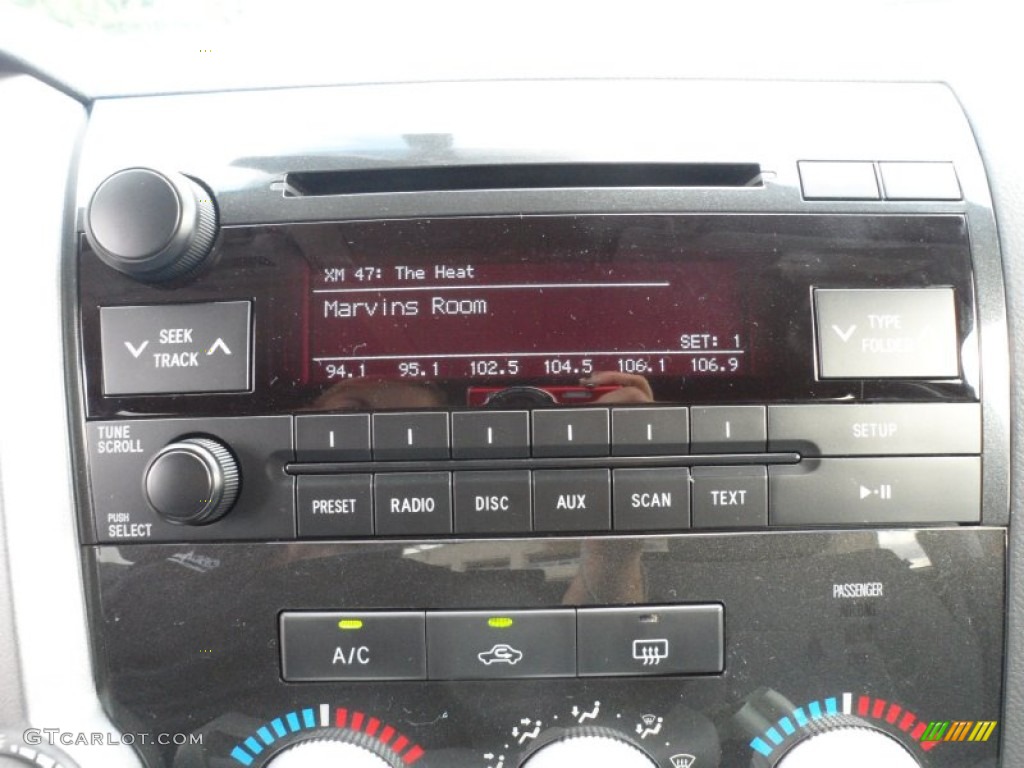 XM 47: The Heat
Marvins Room
SET: 1
94.1 95.1 102.5 104.5 106.1 106.9
SEEK
TRACK
TYPE
FOLDER
TUNE
SCROLL
PUSH
SELECT
SETUP
PRESET RADIO DISC AUX SCAN TEXT
PASSENGER
A/C
GTCARLOT.COM